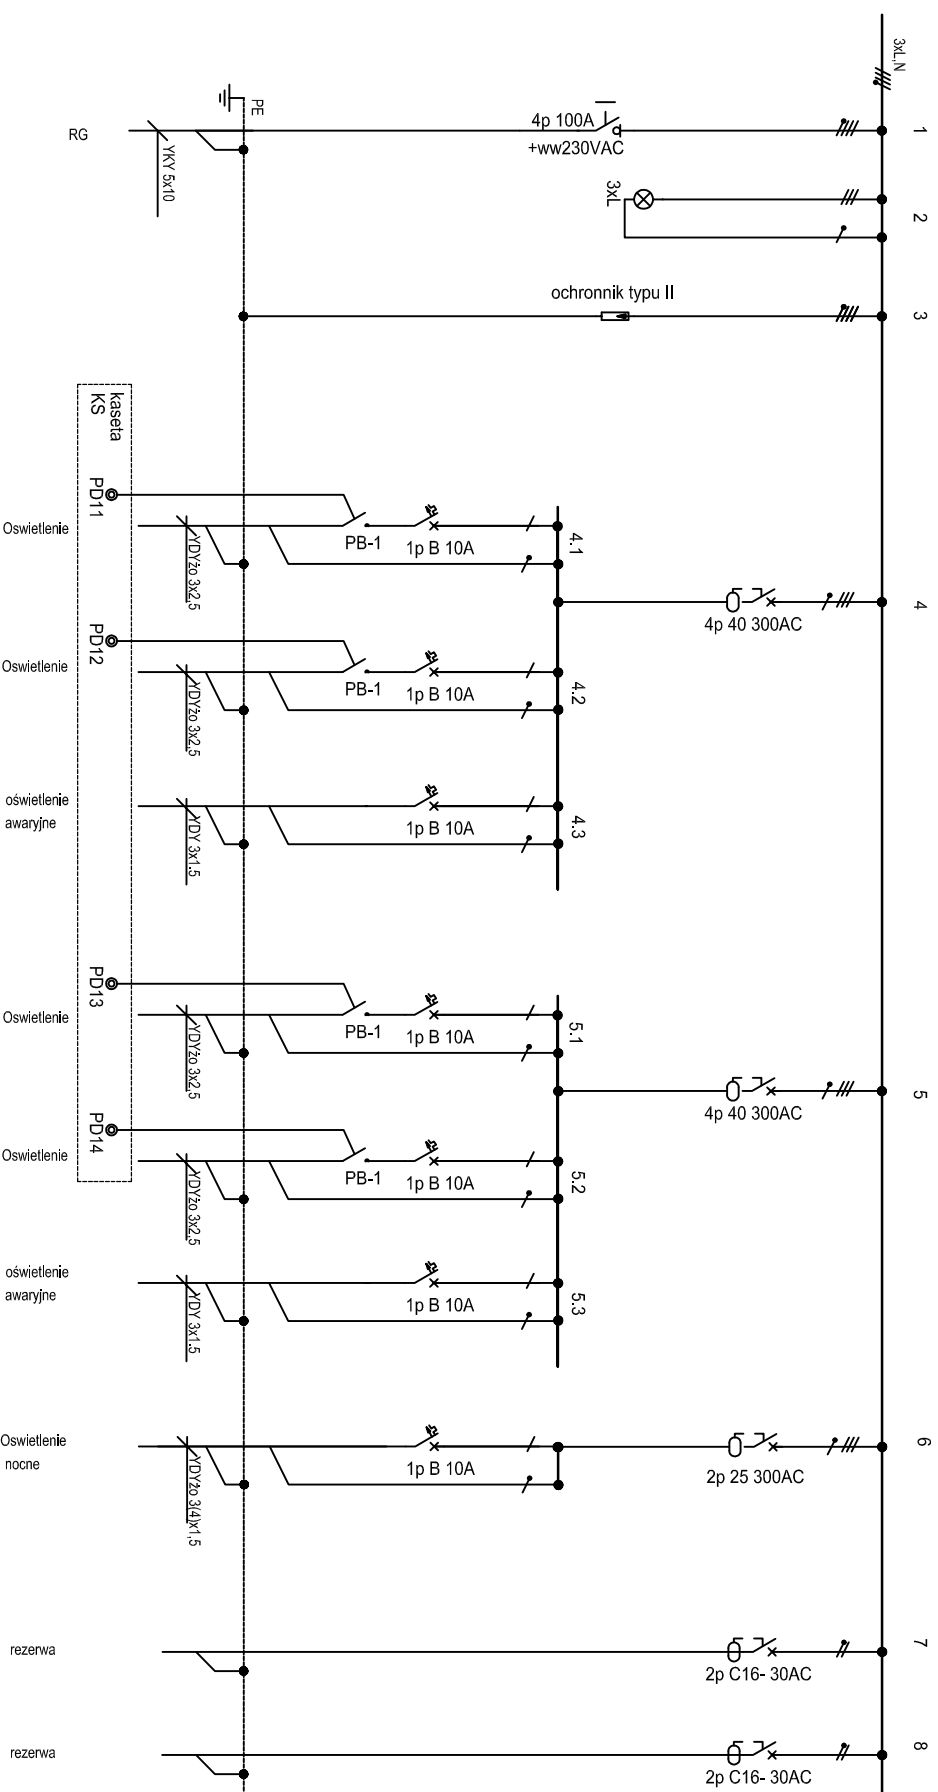 3xL,N
1
4p 100A
+ww230VAC
PE
RG
YKY 5x10
2
3xL
3
ochronnik typu II
kaseta
KS
4
4p 40 300AC
4.1
1p B 10A
PB-1
PD11
YDYżo 3x2,5
Oswietlenie
4.2
1p B 10A
PB-1
PD12
YDYżo 3x2,5
Oswietlenie
4.3
1p B 10A
YDY 3x1.5
oświetlenie
awaryjne
5
4p 40 300AC
5.1
1p B 10A
PB-1
PD13
YDYżo 3x2,5
Oswietlenie
5.2
1p B 10A
PB-1
PD14
YDYżo 3x2,5
Oswietlenie
5.3
1p B 10A
YDY 3x1.5
oświetlenie
awaryjne
6
2p 25 300AC
1p B 10A
YDYżo 3(4)x1,5
Oswietlenie
nocne
7
2p C16- 30AC
rezerwa
8
2p C16- 30AC
rezerwa